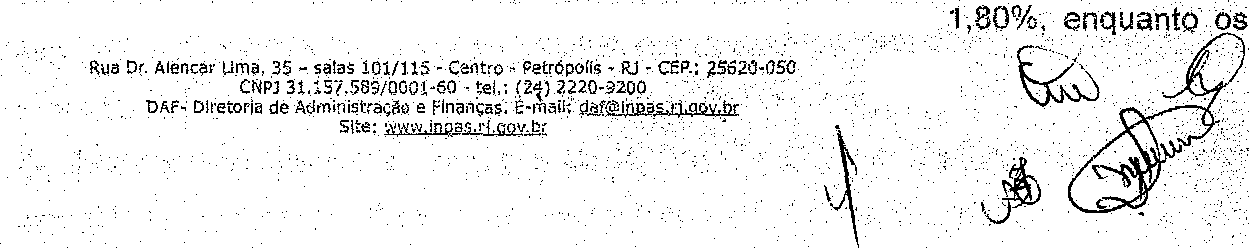 1,80%, enquanto os
Rua Dr. Alencar Lima, 35 – salas 101/115 - Centro - Petrópolis - RJ - CEP.: 25620-050
CNPJ 31.157.589/0001-60 - tel.: (24) 2220-9200
DAF- Diretoria de Administração e Finanças. E-mail: daf@inpas.rj.gov.br
Site: www.inpas.rj.gov.br